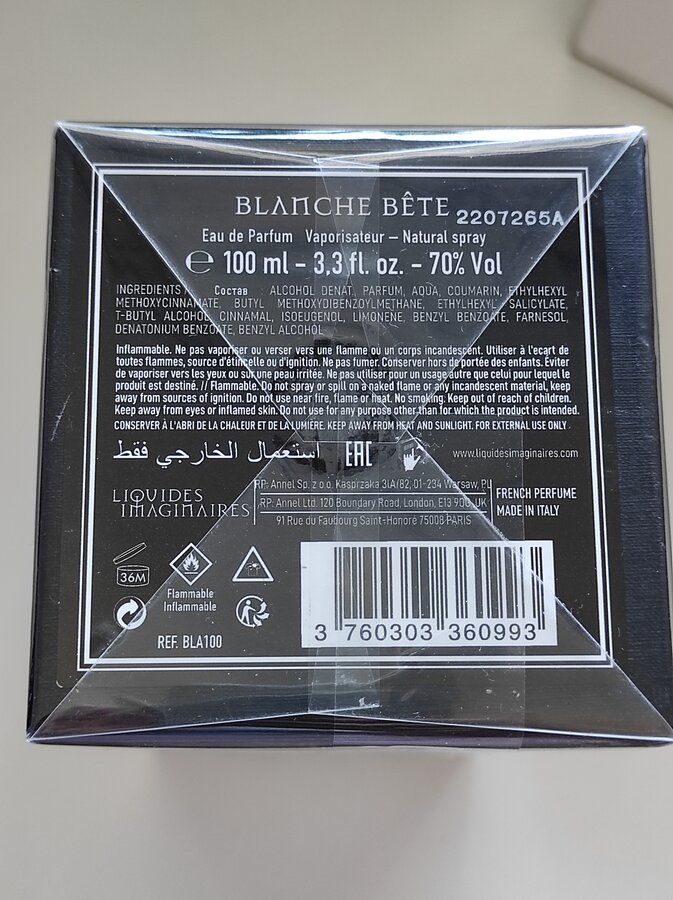 BLANCHE BÊTE 2207265A
Eau de Parfum Vaporisateur – Natural spray
℮ 100 ml - 3,3 fl. oz. - 70% Vol
INGREDIENTS / Состав : ALCOHOL DENAT, PARFUM, AQUA, COUMARIN, ETHYLHEXYL
METHOXYCINNAMATE, BUTYL METHOXYDIBENZOYLMETHANE, ETHYLHEXYL SALICYLATE,
T-BUTYL ALCOHOL, CINNAMAL, ISOEUGENOL, LIMONENE, BENZYL BENZOATE, FARNESOL,
DENATONIUM BENZOATE, BENZYL ALCOHOL
Inflammable. Ne pas vaporiser ou verser vers une flamme ou un corps incandescent. Utiliser à l'ecart de
toutes flammes, source d'étincelle ou d'ignition. Ne pas fumer. Conserver hors de portée des enfants. Éviter
de vaporiser vers les yeux ou sur une peau irritée. Ne pas utiliser pour un usage autre que celui pour lequel le
produit est destiné. // Flammable. Do not spray or spill on a naked flame or any incandescent material, keep
away from sources of ignition. Do not use near fire, flame or heat. No smoking. Keep out of reach of children.
Keep away from eyes or inflamed skin. Do not use for any purpose other than for which the product is intended.
CONSERVER À L'ABRI DE LA CHALEUR ET DE LA LUMIÈRE. KEEP AWAY FROM HEAT AND SUNLIGHT. FOR EXTERNAL USE ONLY.
استعمال الخارجي فقط EAC www.liquidesimaginaires.com
LIQUIDES
IMAGINAIRES
RP: Annel Sp. z o.o. Kasprzaka 31A/82, 01-234 Warsaw, PL
RP: Annel Ltd. 120 Boundary Road, London, E13 9QG UK
91 Rue du Faubourg Saint-Honoré 75008 PARIS
FRENCH PERFUME
MADE IN ITALY
36M
Flammable
Inflammable
REF. BLA100
3 760303 360993